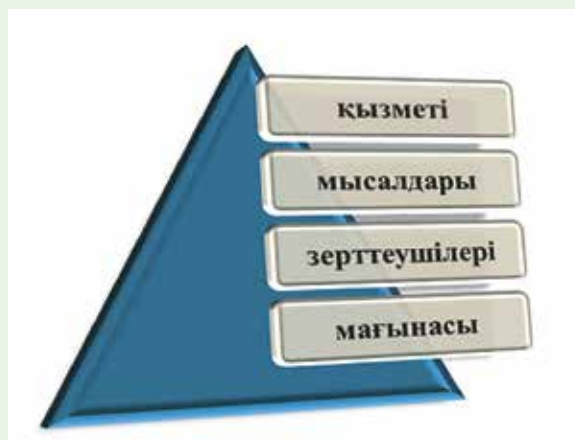 қызметі
мысалдары
зерттеушілері
мағынасы